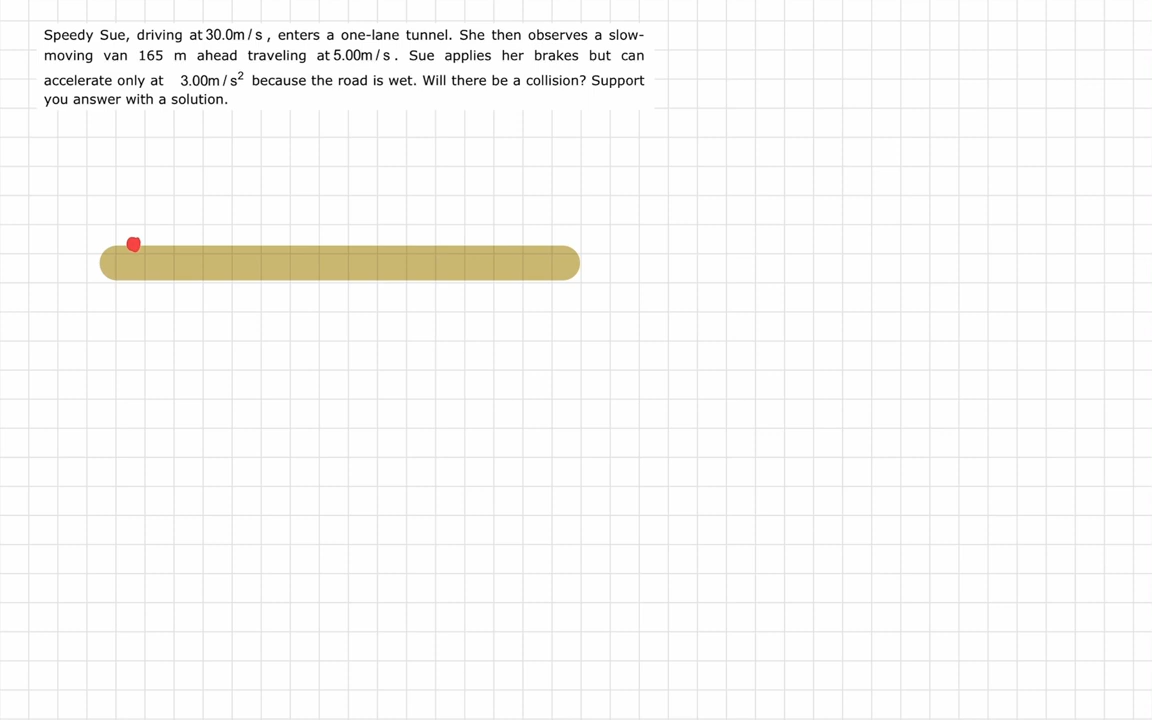 Speedy Sue, driving at 30.0m/s, enters a one-lane tunnel. She then observes a slow-
moving van 165 m ahead traveling at 5.00m/s. Sue applies her brakes but can
accelerate only at 3.00m/s² because the road is wet. Will there be a collision? Support
you answer with a solution.